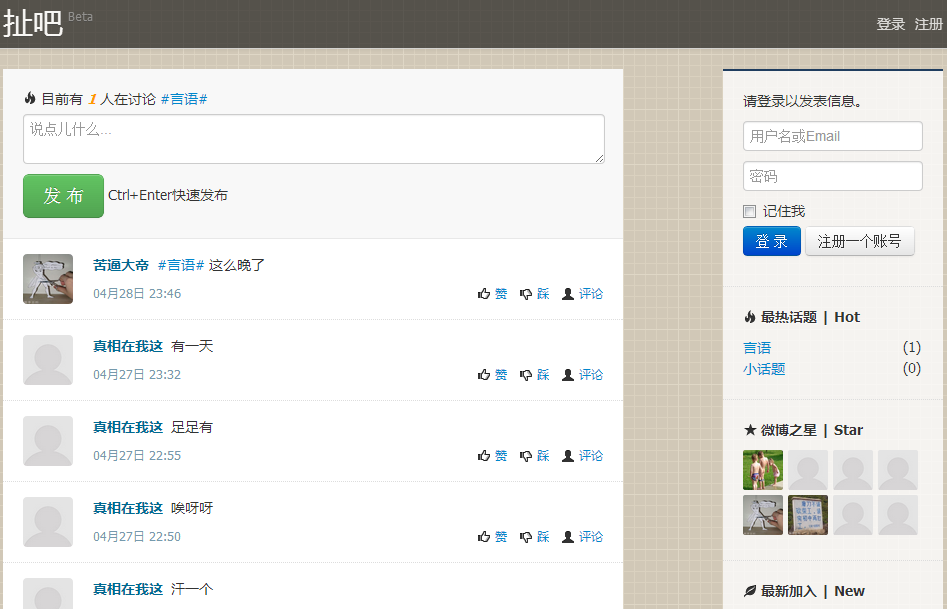 扯吧 Beta
登录 注册
目前有 1 人在讨论 #言语#
说点儿什么...
发 布 Ctrl+Enter快速发布
苦逼大帝 #言语# 这么晚了
04月28日 23:46 赞 踩 评论
真相在我这 有一天
04月27日 23:32 赞 踩 评论
真相在我这 足足有
04月27日 22:55 赞 踩 评论
真相在我这 唉呀呀
04月27日 22:50 赞 踩 评论
真相在我这 汗一个
请登录以发表信息。
用户名或Email
密码
记住我
登 录 注册一个账号
最热话题 | Hot
言语 (1)
小话题 (0)
微博之星 | Star
最新加入 | New